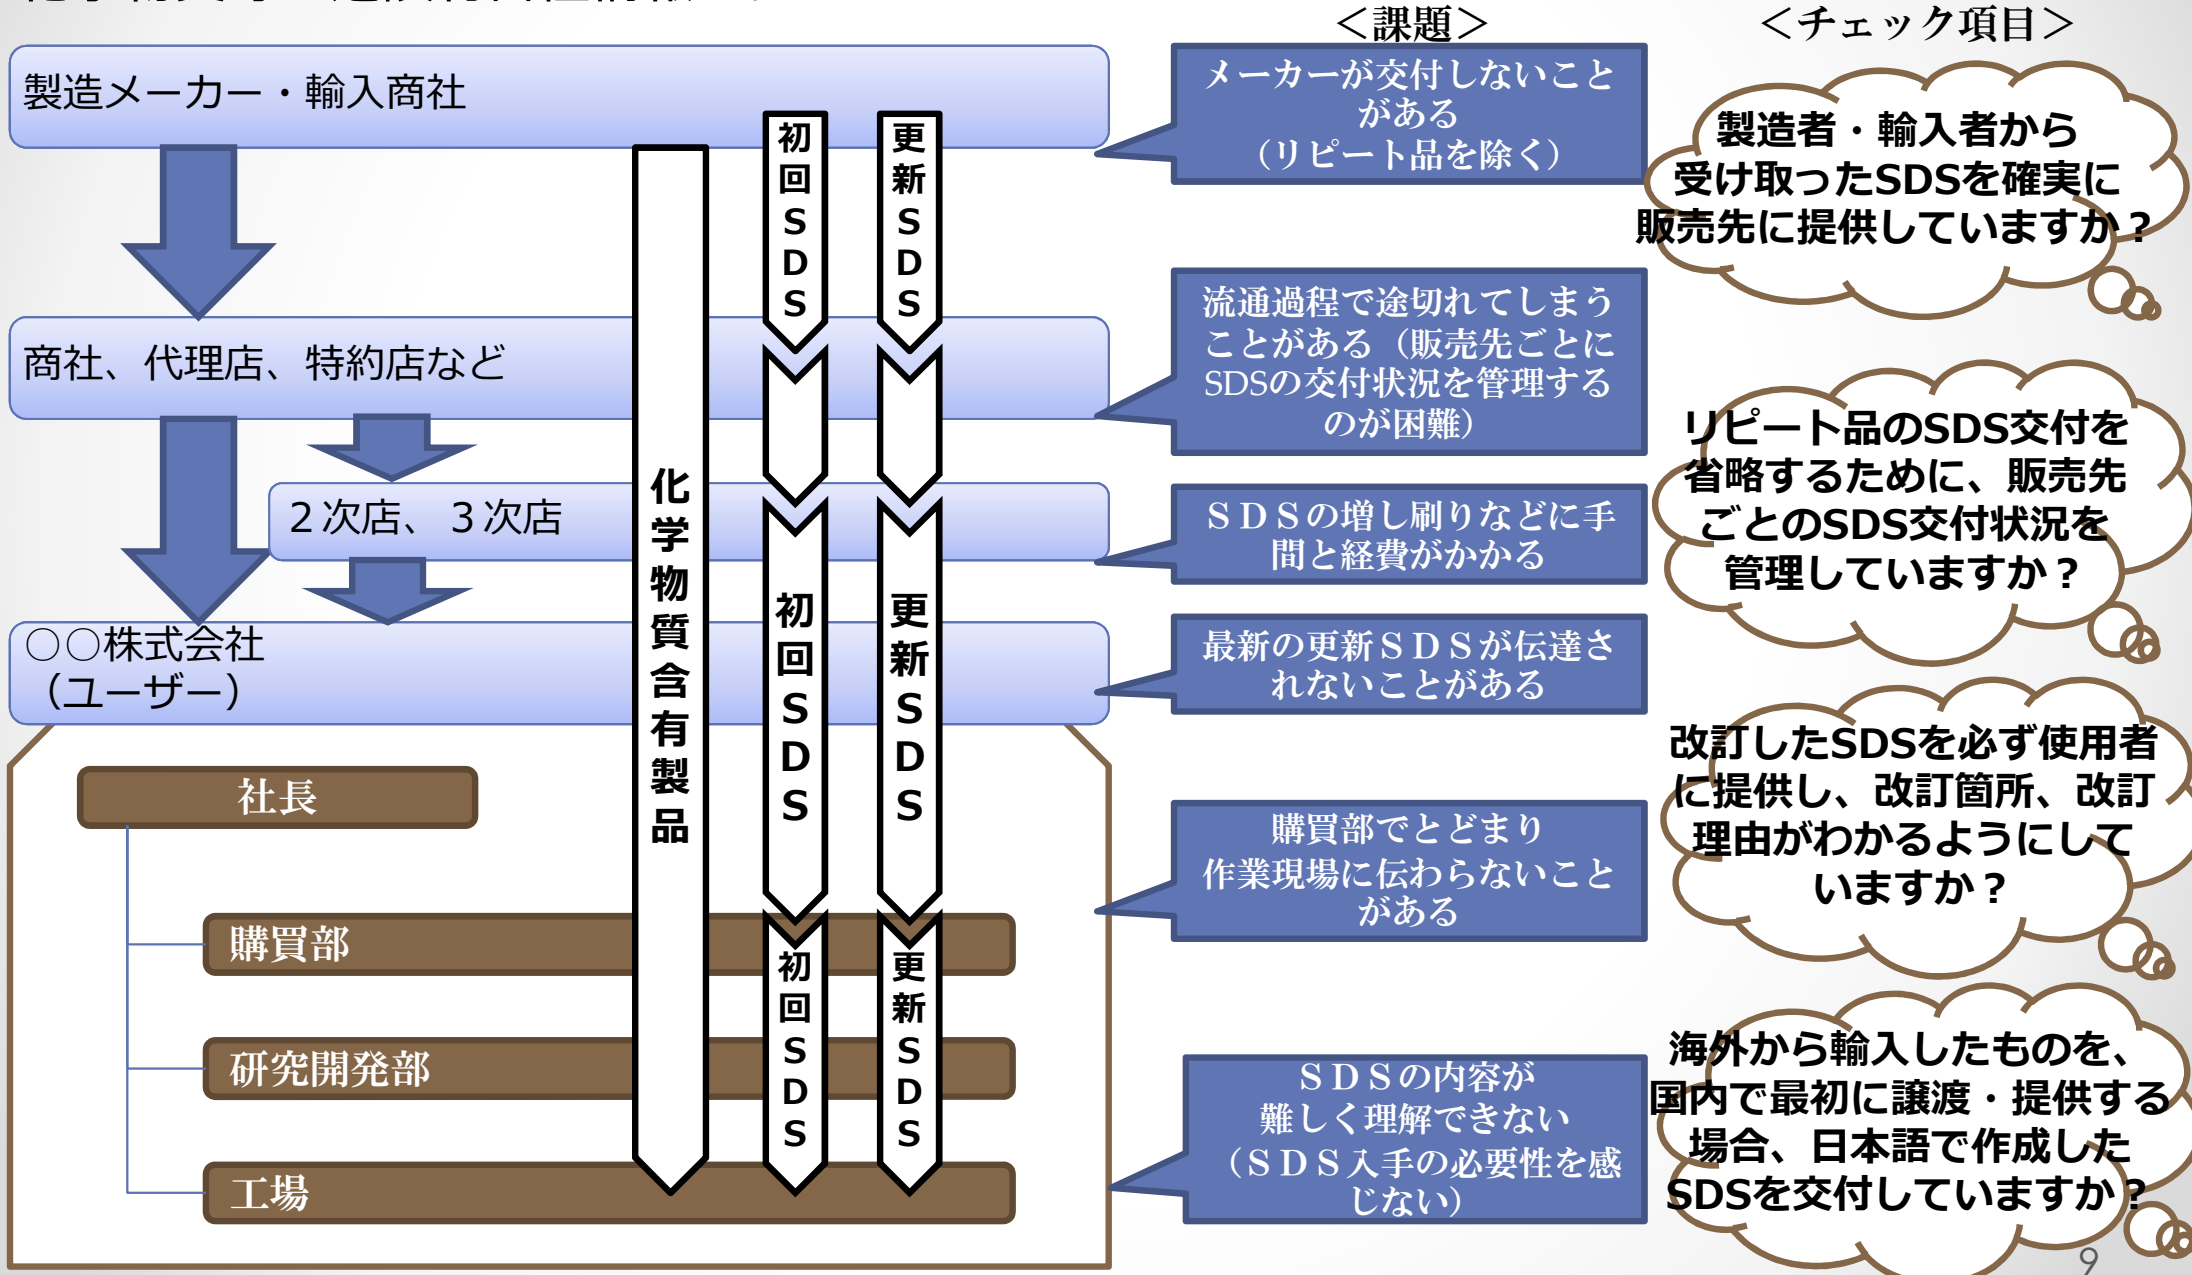 ＜課題＞
＜チェック項目＞
製造メーカー・輸入商社
商社、代理店、特約店など
２次店、３次店
○○株式会社
（ユーザー）
社長
購買部
研究開発部
工場
化学物質含有製品
初回ＳＤＳ
更新ＳＤＳ
初回ＳＤＳ
更新ＳＤＳ
初回ＳＤＳ
更新ＳＤＳ
メーカーが交付しないこと
がある
（リピート品を除く）
流通過程で途切れてしまう
ことがある（販売先ごとに
SDSの交付状況を管理する
のが困難）
ＳＤＳの増し刷りなどに手
間と経費がかかる
最新の更新ＳＤＳが伝達さ
れないことがある
購買部でとどまり
作業現場に伝わらないこと
がある
ＳＤＳの内容が
難しく理解できない
（ＳＤＳ入手の必要性を感
じない）
製造者・輸入者から
受け取ったSDSを確実に
販売先に提供していますか？
リピート品のSDS交付を
省略するために、販売先
ごとのSDS交付状況を
管理していますか？
改訂したSDSを必ず使用者
に提供し、改訂箇所、改訂
理由がわかるようにして
いますか？
海外から輸入したものを、
国内で最初に譲渡・提供する
場合、日本語で作成した
SDSを交付していますか？
9